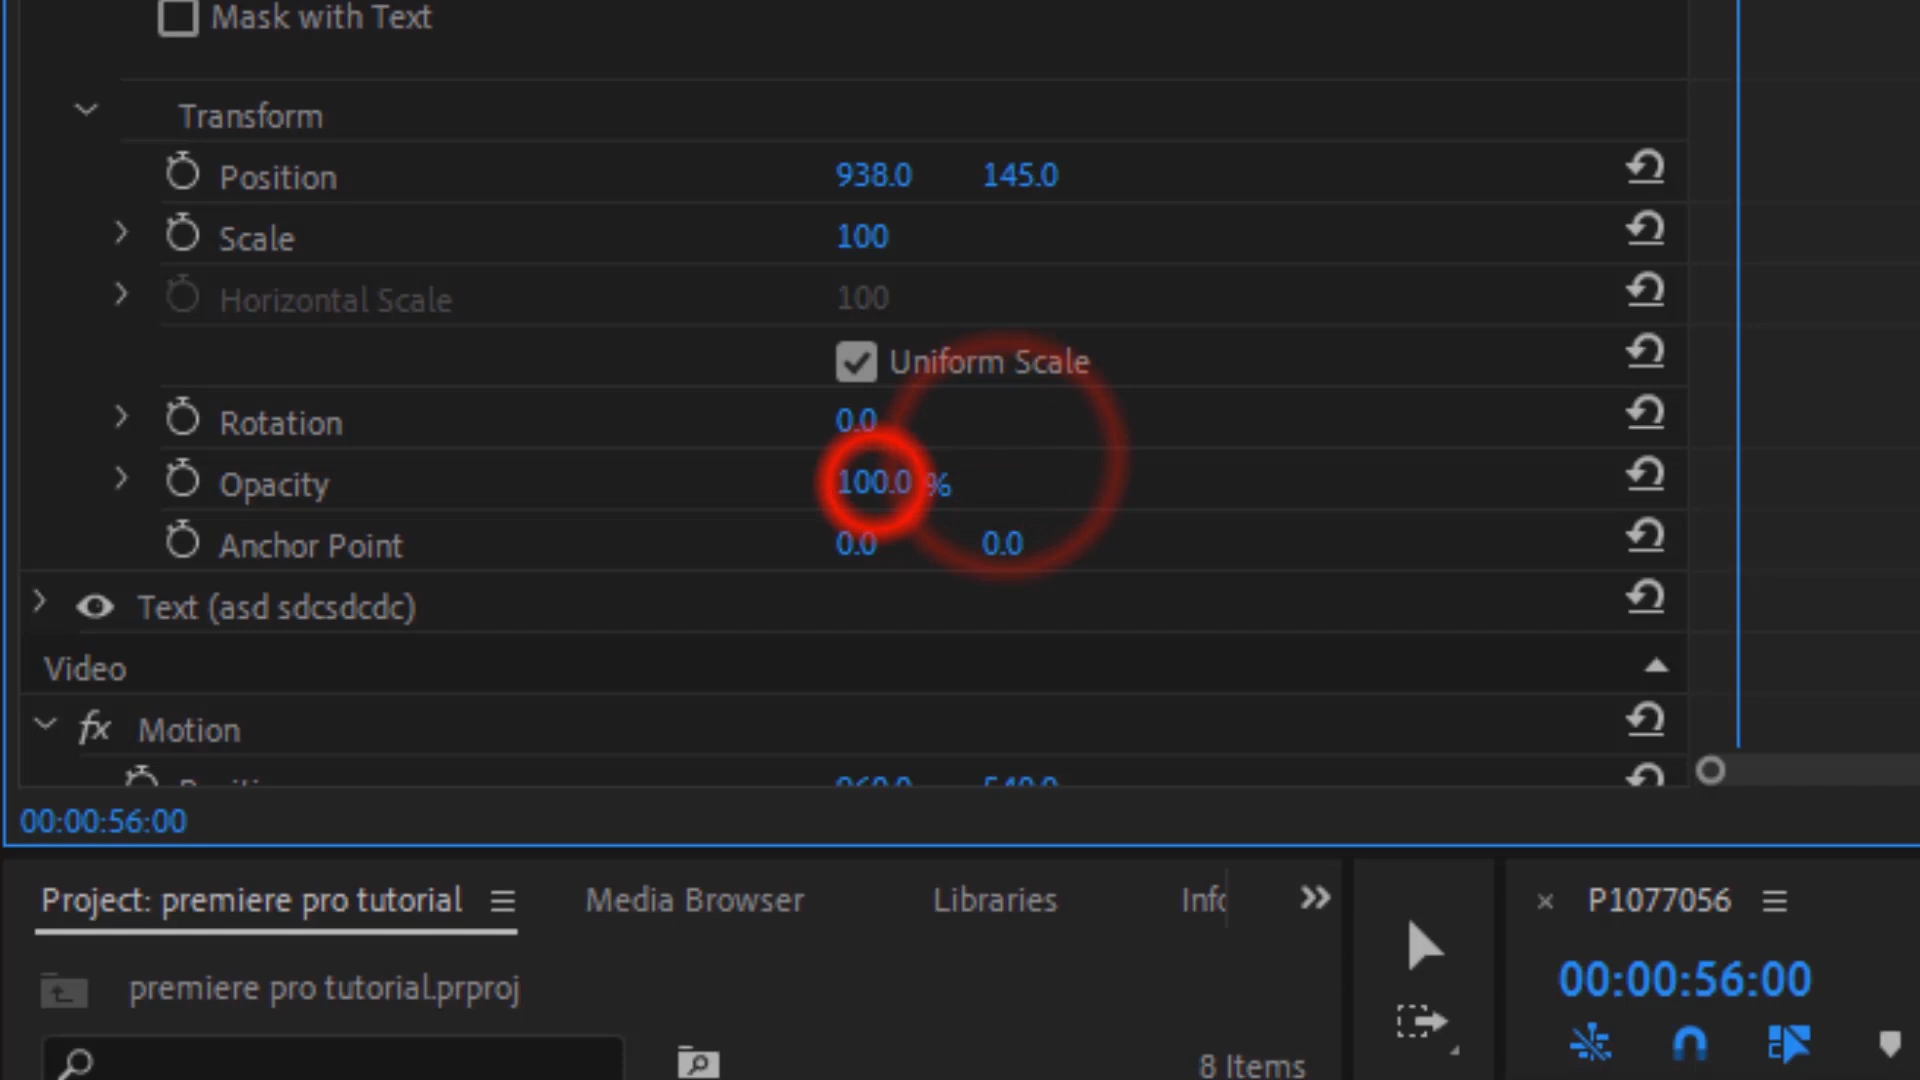 Mask with Text
Transform
Position 938.0 145.0
Scale 100
Horizontal Scale 100
Uniform Scale
Rotation 0.0
Opacity 100.0 %
Anchor Point 0.0 0.0
Text (asd sdcsdcdc)
Video
fx Motion
00:00:56:00
Project: premiere pro tutorial
Media Browser
Libraries
P1077056
premiere pro tutorial.prproj
00:00:56:00
8 Items